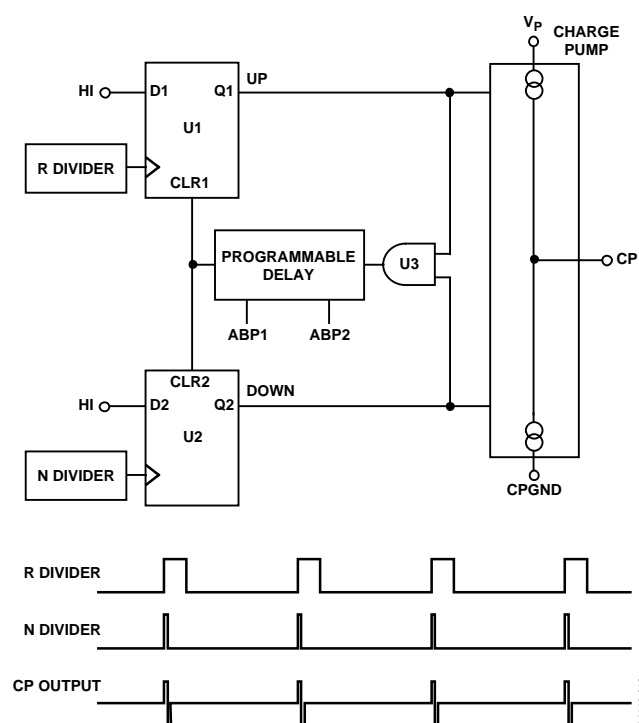 VP
CHARGE
PUMP
HI
D1
Q1
UP
U1
R DIVIDER
CLR1
PROGRAMMABLE
DELAY
U3
CP
ABP1
ABP2
CLR2
DOWN
HI
D2
Q2
U2
N DIVIDER
CPGND
R DIVIDER
N DIVIDER
CP OUTPUT